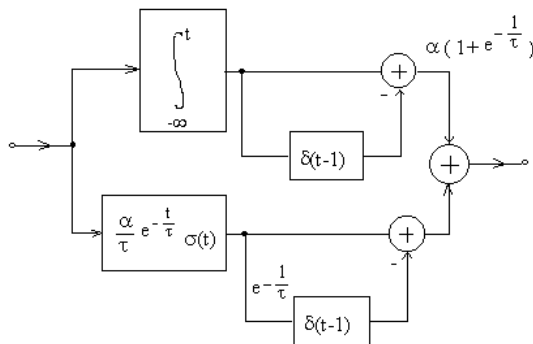 ∫
t
-∞
+
-
α(1+e^{-1/τ})
δ(t-1)
+
α/τ e^{-t/τ} σ(t)
+
-
e^{-1/τ}
δ(t-1)